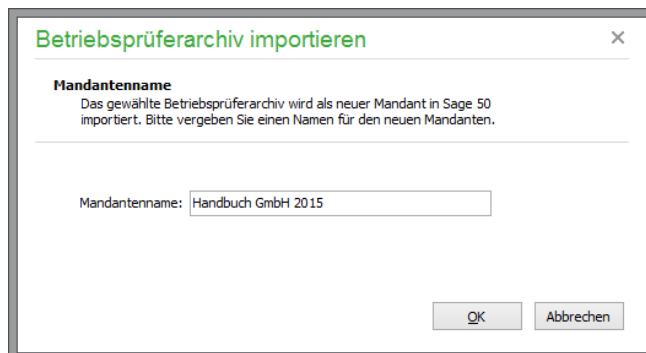 Betriebsprüferarchiv importieren
Mandantenname
Das gewählte Betriebsprüferarchiv wird als neuer Mandant in Sage 50
importiert. Bitte vergeben Sie einen Namen für den neuen Mandanten.
Mandantenname: Handbuch GmbH 2015
OK Abbrechen